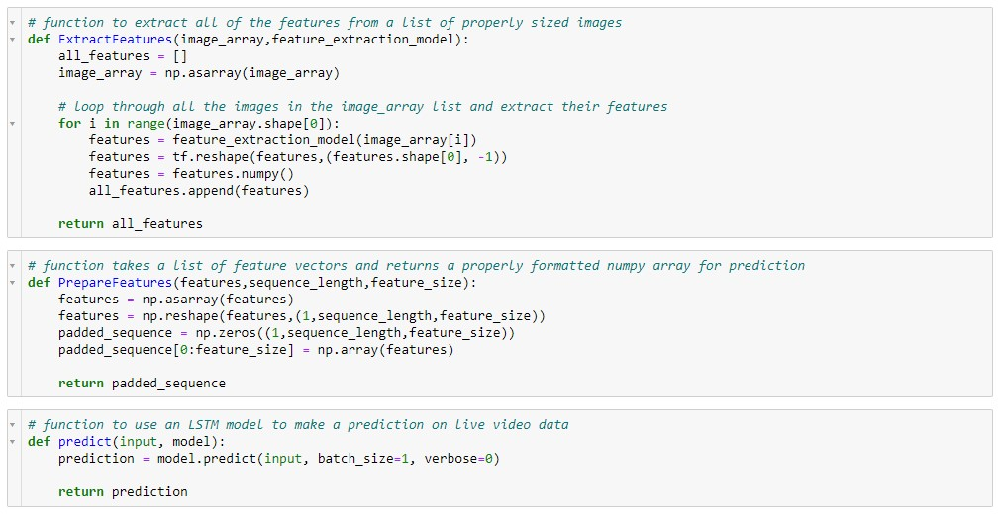 # function to extract all of the features from a list of properly sized images
def ExtractFeatures(image_array,feature_extraction_model):
    all_features = []
    image_array = np.asarray(image_array)

    # loop through all the images in the image_array list and extract their features
    for i in range(image_array.shape[0]):
        features = feature_extraction_model(image_array[i])
        features = tf.reshape(features,(features.shape[0], -1))
        features = features.numpy()
        all_features.append(features)

    return all_features

# function takes a list of feature vectors and returns a properly formatted numpy array for prediction
def PrepareFeatures(features,sequence_length,feature_size):
    features = np.asarray(features)
    features = np.reshape(features,(1,sequence_length,feature_size))
    padded_sequence = np.zeros((1,sequence_length,feature_size))
    padded_sequence[0:feature_size] = np.array(features)

    return padded_sequence

# function to use an LSTM model to make a prediction on live video data
def predict(input, model):
    prediction = model.predict(input, batch_size=1, verbose=0)

    return prediction